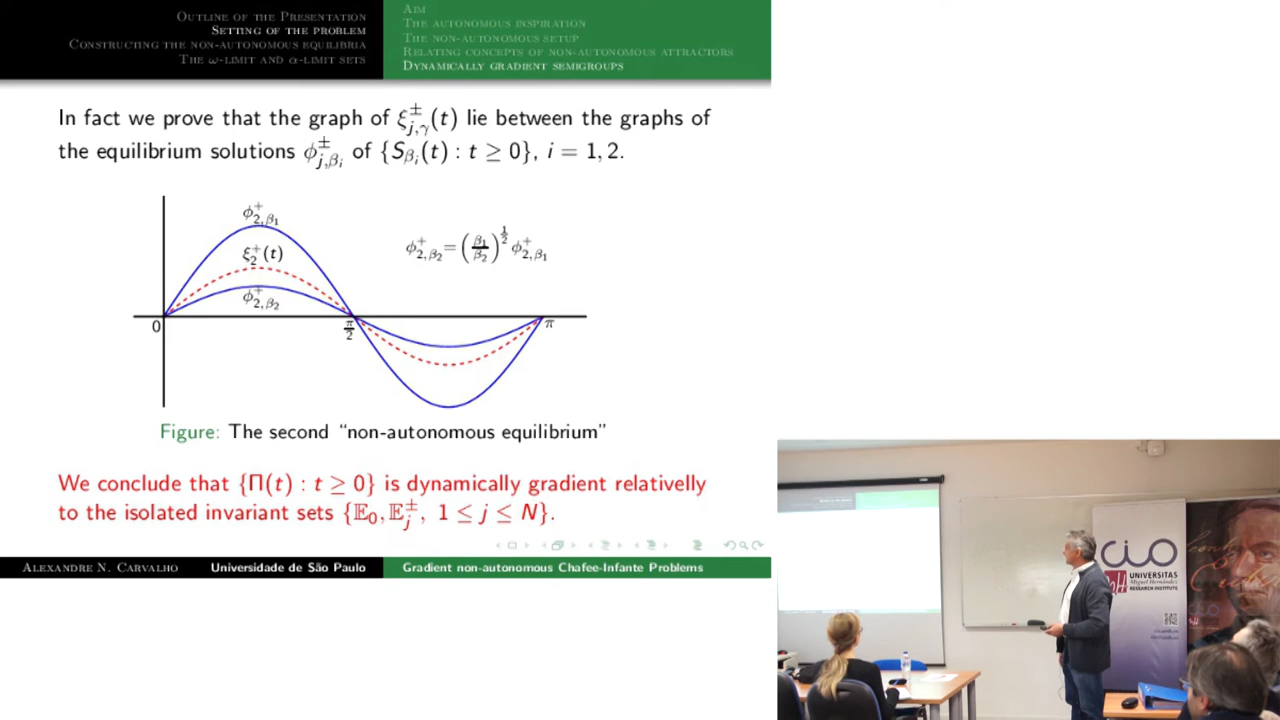 OUTLINE OF THE PRESENTATION
SETTING OF THE PROBLEM
CONSTRUCTING THE NON-AUTONOMOUS EQUILIBRIA
THE ω-LIMIT AND α-LIMIT SETS
AIM
THE AUTONOMOUS INSPIRATION
THE NON-AUTONOMOUS SETUP
RELATING CONCEPTS OF NON-AUTONOMOUS ATTRACTORS
DYNAMICALLY GRADIENT SEMIGROUPS
In fact we prove that the graph of ξ±j,γ(t) lie between the graphs of
the equilibrium solutions ϕ±j,βi of {Sβi(t) : t ≥ 0}, i = 1, 2.
ϕ+2,β1
ξ+2(t)
ϕ+2,β2
ϕ+2,β2 = (β1/β2)^1/2 ϕ+2,β1
0
π/2
π
Figure: The second “non-autonomous equilibrium”
We conclude that {Π(t) : t ≥ 0} is dynamically gradient relativelly
to the isolated invariant sets {𝔼0, 𝔼±j, 1 ≤ j ≤ N}.
ALEXANDRE N. CARVALHO
Universidade de São Paulo
Gradient non-autonomous Chafee-Infante Problems
cio
UNIVERSITAS
Miguel Hernández
RESEARCH INSTITUTE